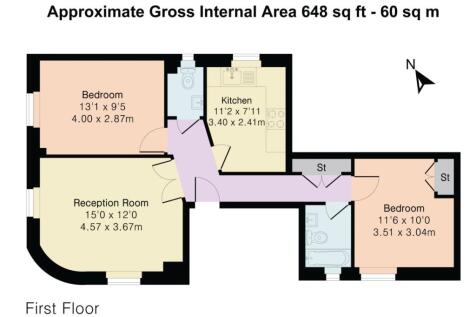 Approximate Gross Internal Area 648 sq ft - 60 sq m
N
Bedroom
13'1 x 9'5
4.00 x 2.87m
Kitchen
11'2 x 7'11
3.40 x 2.41m
Reception Room
15'0 x 12'0
4.57 x 3.67m
St
Bedroom
11'6 x 10'0
3.51 x 3.04m
St
First Floor